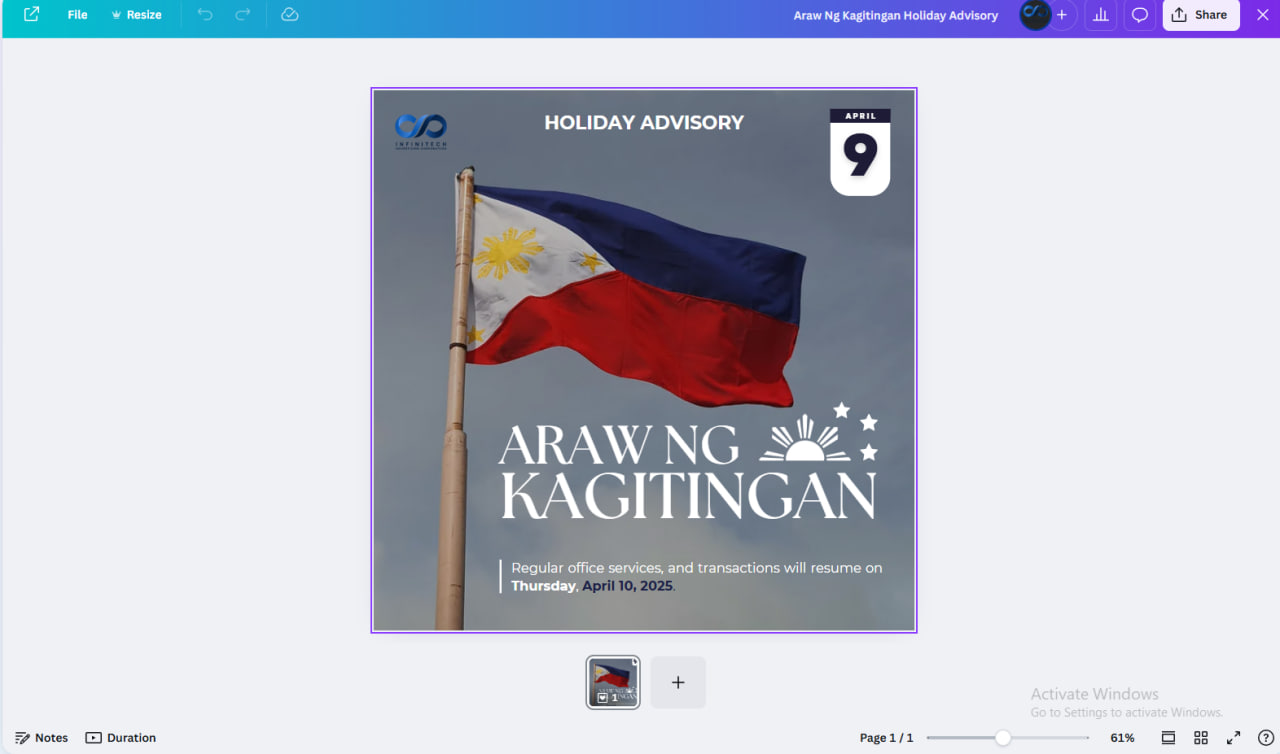 File
Resize
Araw Ng Kagitingan Holiday Advisory
Share
INFINITECH
HOLIDAY ADVISORY
APRIL
9
ARAW NG
KAGITINGAN
Regular office services, and transactions will resume on
Thursday, April 10, 2025.
1
Activate Windows
Go to Settings to activate Windows.
Notes
Duration
Page 1 / 1
61%